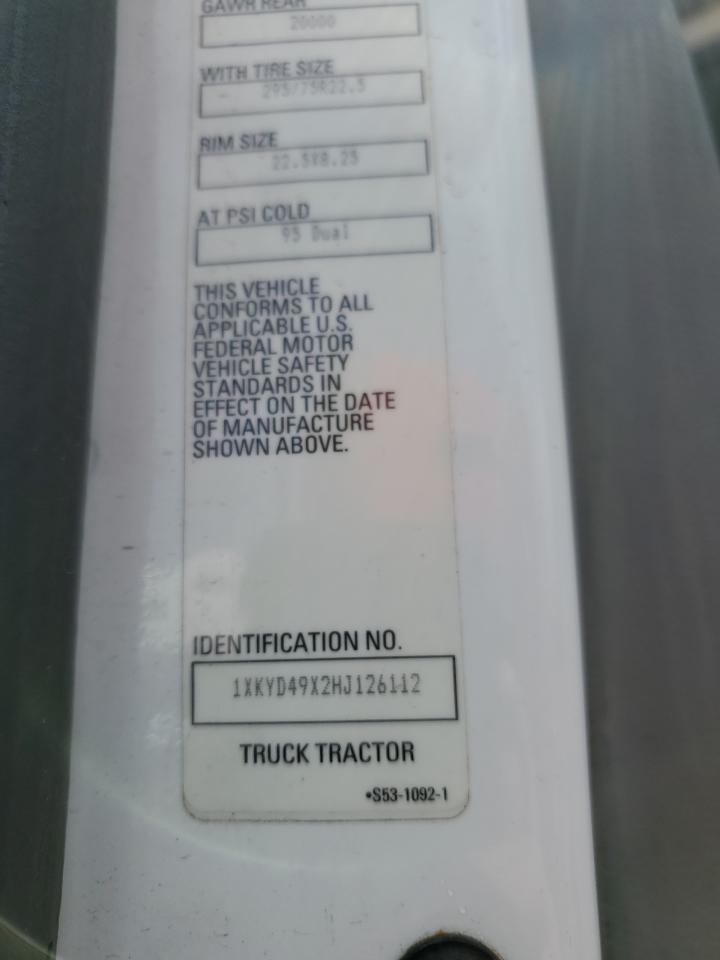 GAWR REAR
20000
WITH TIRE SIZE
295/75R22.5
RIM SIZE
22.5X8.25
AT PSI COLD
95 Dual
THIS VEHICLE
CONFORMS TO ALL
APPLICABLE U.S.
FEDERAL MOTOR
VEHICLE SAFETY
STANDARDS IN
EFFECT ON THE DATE
OF MANUFACTURE
SHOWN ABOVE.
IDENTIFICATION NO.
1XKYD49X2HJ126112
TRUCK TRACTOR
•S53-1092-1